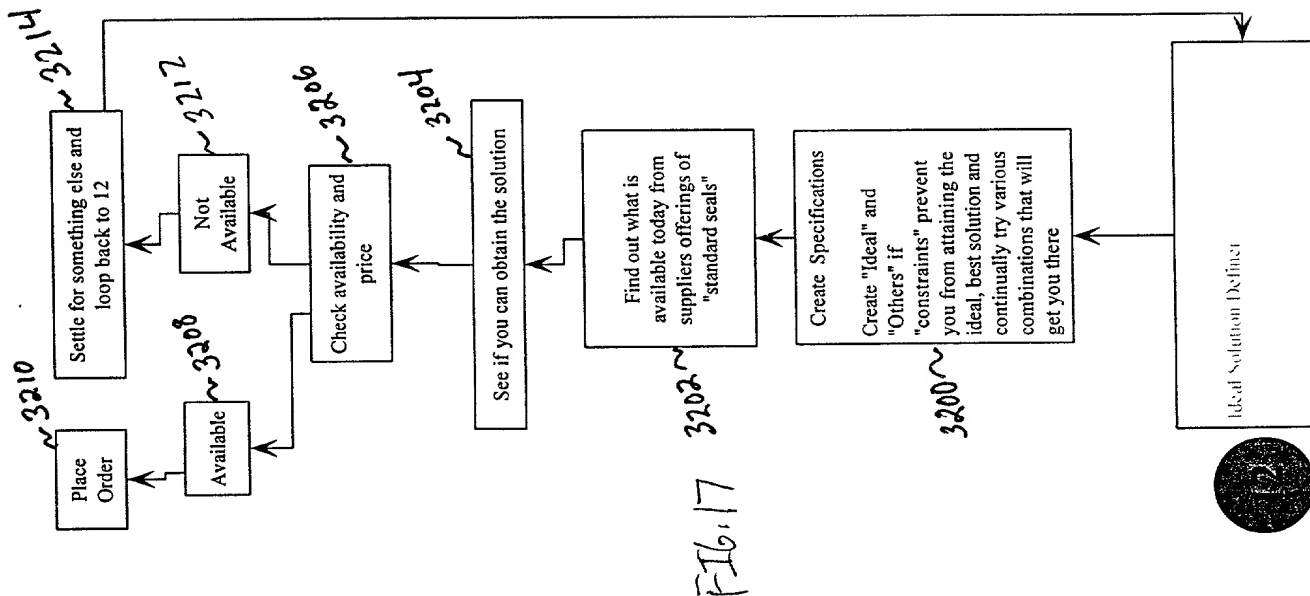 3214
Settle for something else and
loop back to 12
3210
Place
Order
3212
Not
Available
3208
Available
3206
Check availability and
price
3204
See if you can obtain the solution
3202
Find out what is
available today from
suppliers offerings of
"standard seals"
3200
Create Specifications
Create "Ideal" and
"Others" if
"constraints" prevent
you from attaining the
ideal, best solution and
continually try various
combinations that will
get you there
Ideal Solution Definer
12
FIG. 17